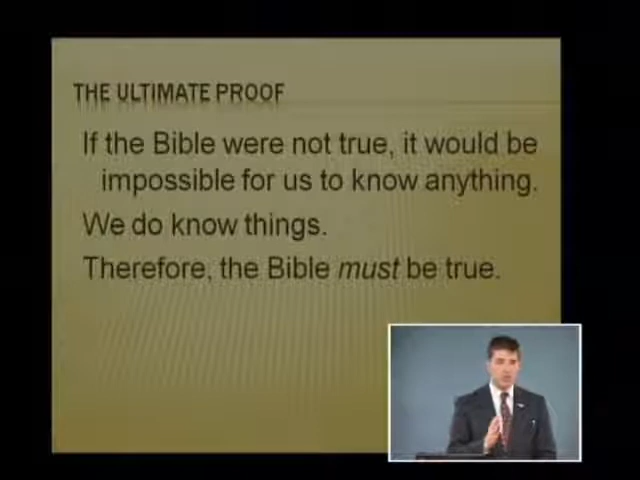 THE ULTIMATE PROOF
If the Bible were not true, it would be
impossible for us to know anything.
We do know things.
Therefore, the Bible must be true.